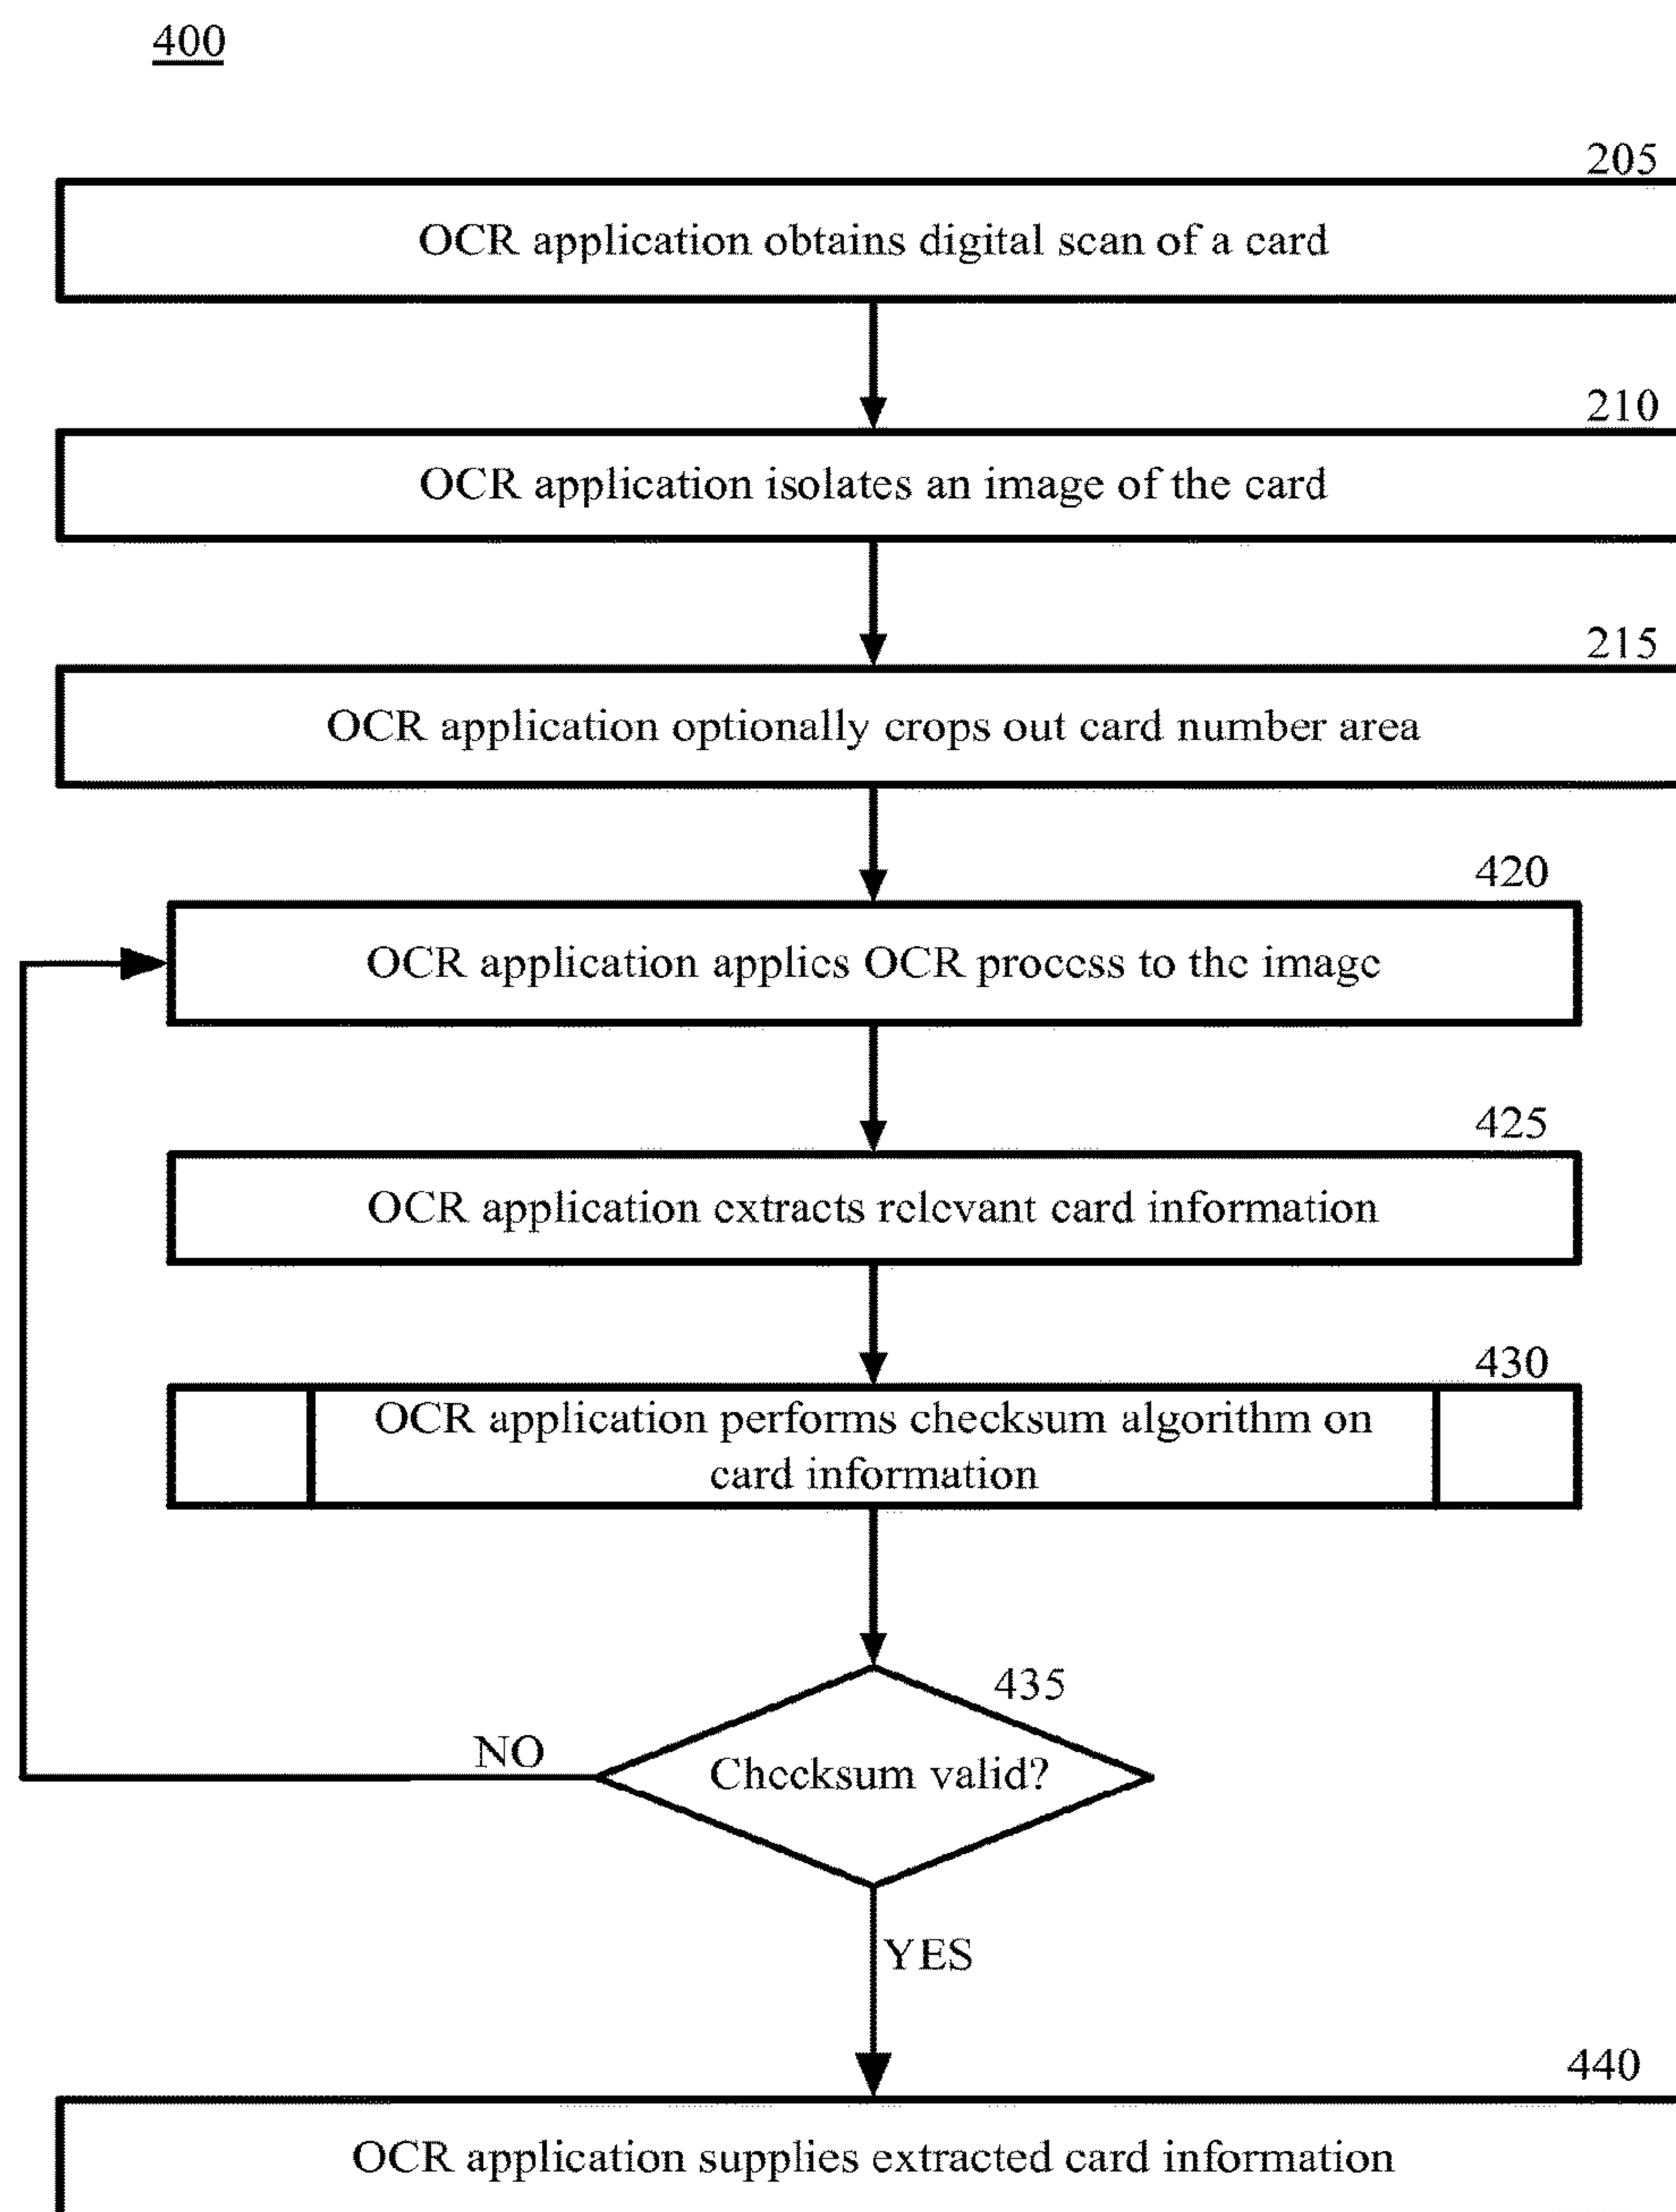 400
205
OCR application obtains digital scan of a card
210
OCR application isolates an image of the card
215
OCR application optionally crops out card number area
420
OCR application applies OCR process to the image
425
OCR application extracts relevant card information
430
OCR application performs checksum algorithm on
card information
435
NO
Checksum valid?
YES
440
OCR application supplies extracted card information